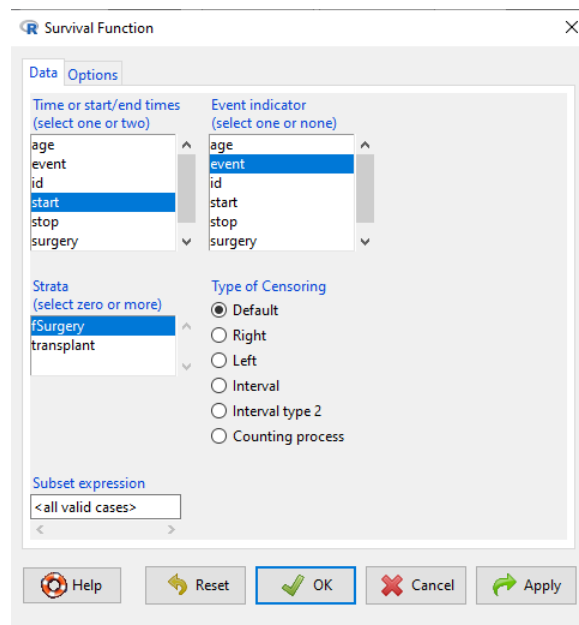 Survival Function
Data Options
Time or start/end times
(select one or two)
age
event
id
start
stop
surgery
Event indicator
(select one or none)
age
event
id
start
stop
surgery
Strata
(select zero or more)
fSurgery
transplant
Type of Censoring
Default
Right
Left
Interval
Interval type 2
Counting process
Subset expression
<all valid cases>
Help Reset OK Cancel Apply